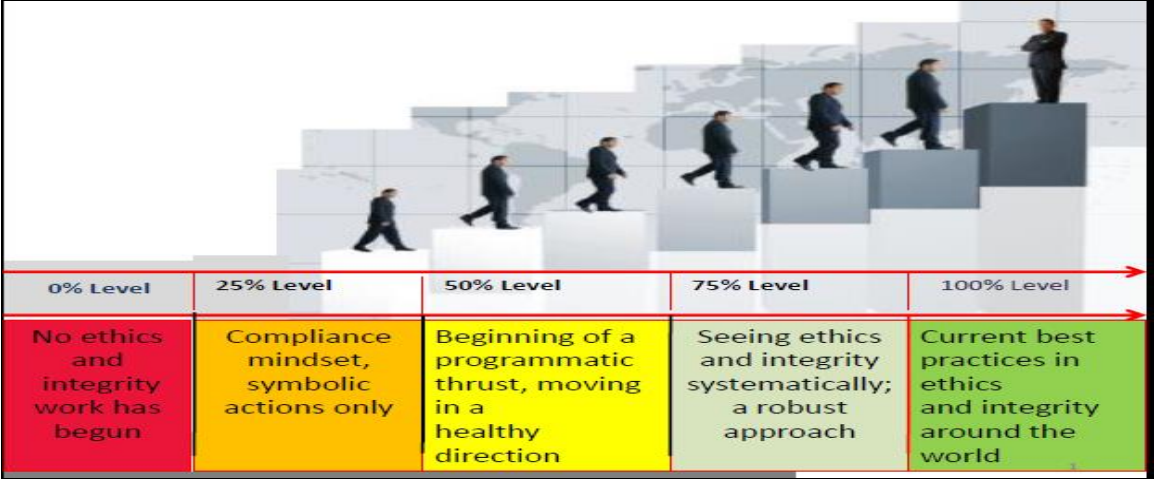 0% Level
25% Level
50% Level
75% Level
100% Level
No ethics
and
integrity
work has
begun
Compliance
mindset,
symbolic
actions only
Beginning of a
programmatic
thrust, moving
in a
healthy
direction
Seeing ethics
and integrity
systematically;
a robust
approach
Current best
practices in
ethics
and integrity
around the
world
1